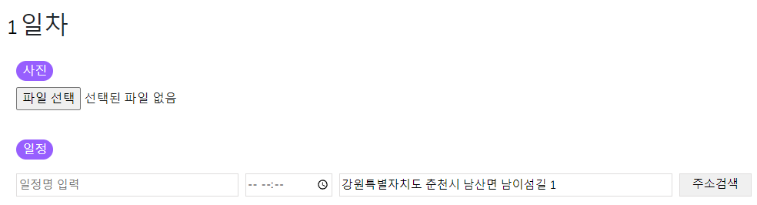 1 일차
사진
파일 선택 선택된 파일 없음
일정
일정명 입력 -- --:-- 강원특별자치도 춘천시 남산면 남이섬길 1 주소검색